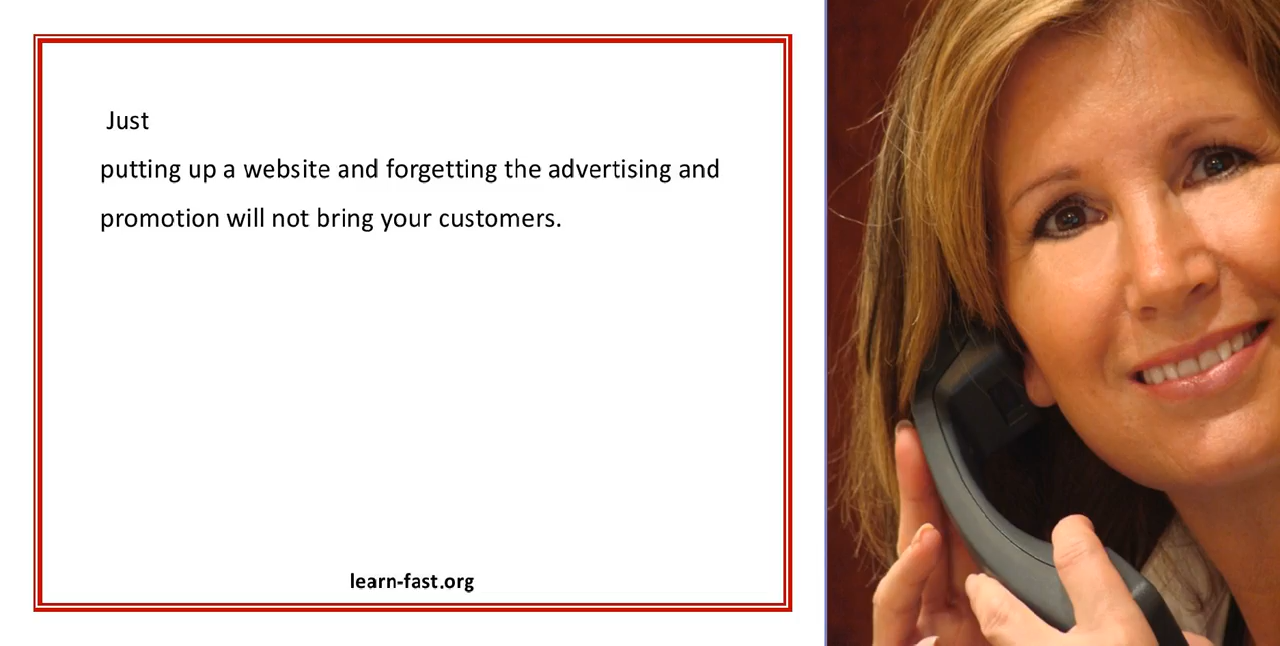 Just
putting up a website and forgetting the advertising and
promotion will not bring your customers.
learn-fast.org